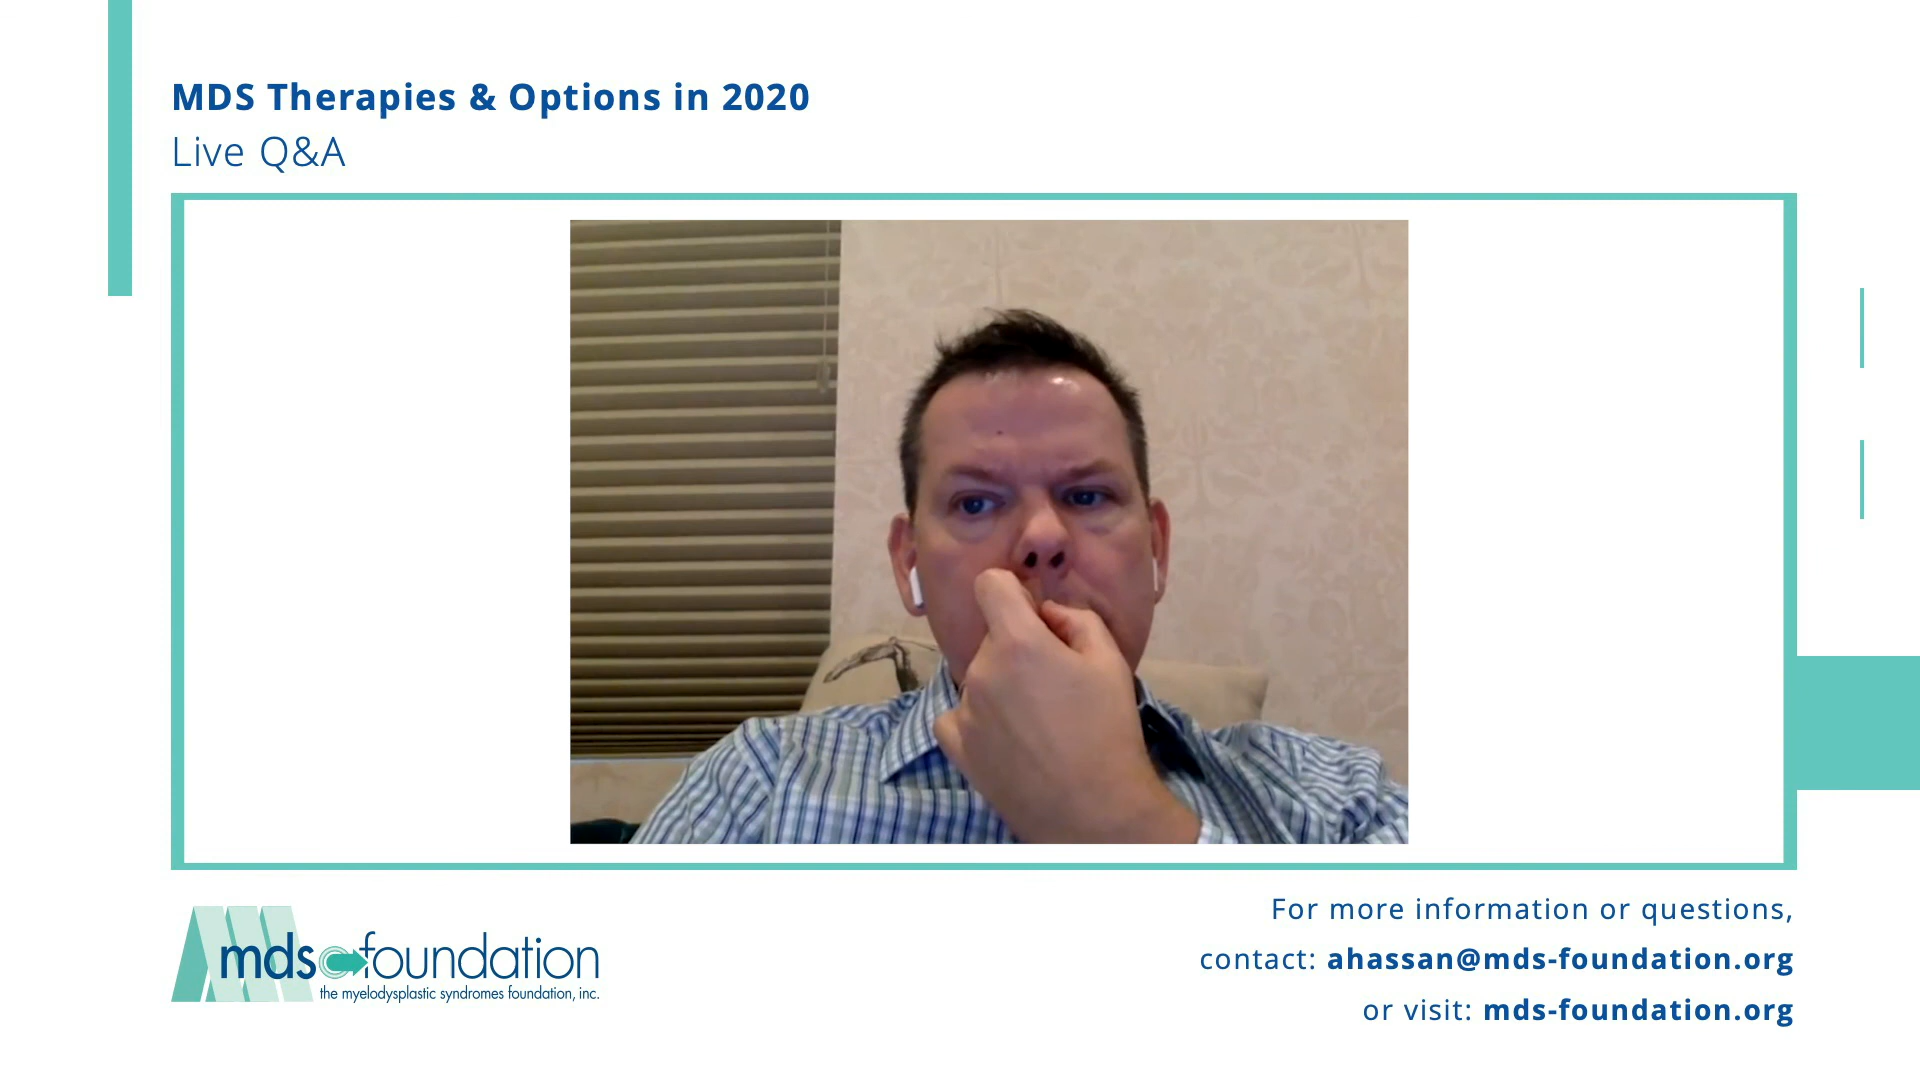 MDS Therapies & Options in 2020
Live Q&A
mds foundation
the myelodysplastic syndromes foundation, inc.
For more information or questions,
contact: ahassan@mds-foundation.org
or visit: mds-foundation.org